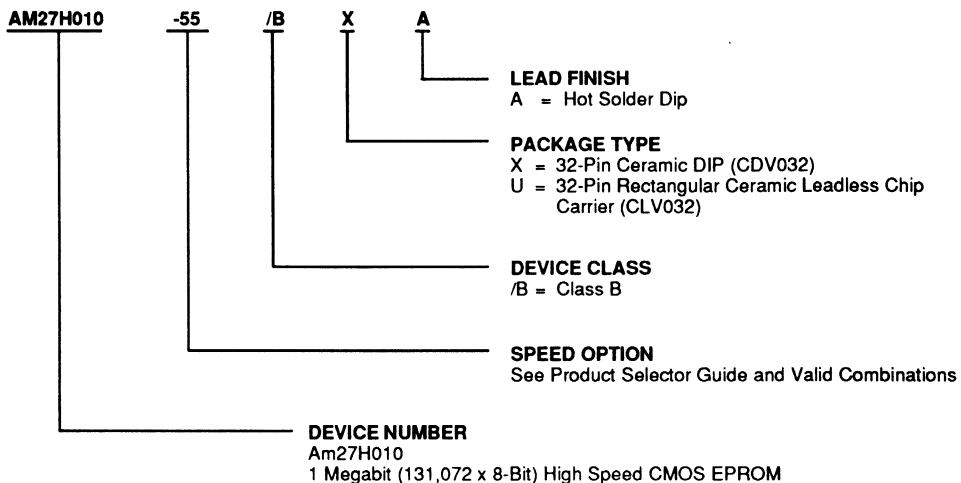 AM27H010 -55 /B X A
LEAD FINISH
A = Hot Solder Dip
PACKAGE TYPE
X = 32-Pin Ceramic DIP (CDV032)
U = 32-Pin Rectangular Ceramic Leadless Chip
Carrier (CLV032)
DEVICE CLASS
/B = Class B
SPEED OPTION
See Product Selector Guide and Valid Combinations
DEVICE NUMBER
Am27H010
1 Megabit (131,072 x 8-Bit) High Speed CMOS EPROM